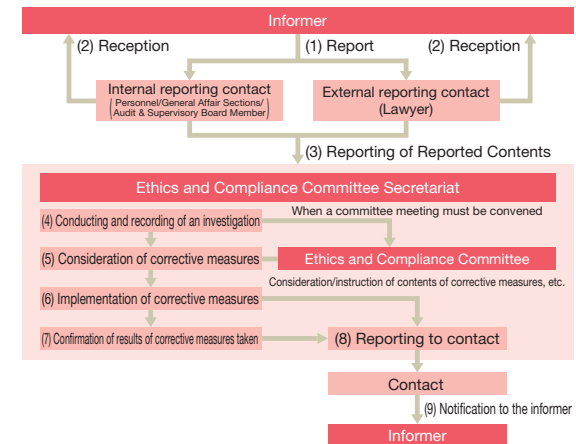 Informer
(2) Reception
(1) Report
(2) Reception
Internal reporting contact
(Personnel/General Affair Sections/
Audit & Supervisory Board Member)
External reporting contact
(Lawyer)
(3) Reporting of Reported Contents
Ethics and Compliance Committee Secretariat
(4) Conducting and recording of an investigation
When a committee meeting must be convened
(5) Consideration of corrective measures
Ethics and Compliance Committee
Consideration/instruction of contents of corrective measures, etc.
(6) Implementation of corrective measures
(7) Confirmation of results of corrective measures taken
(8) Reporting to contact
Contact
(9) Notification to the informer
Informer